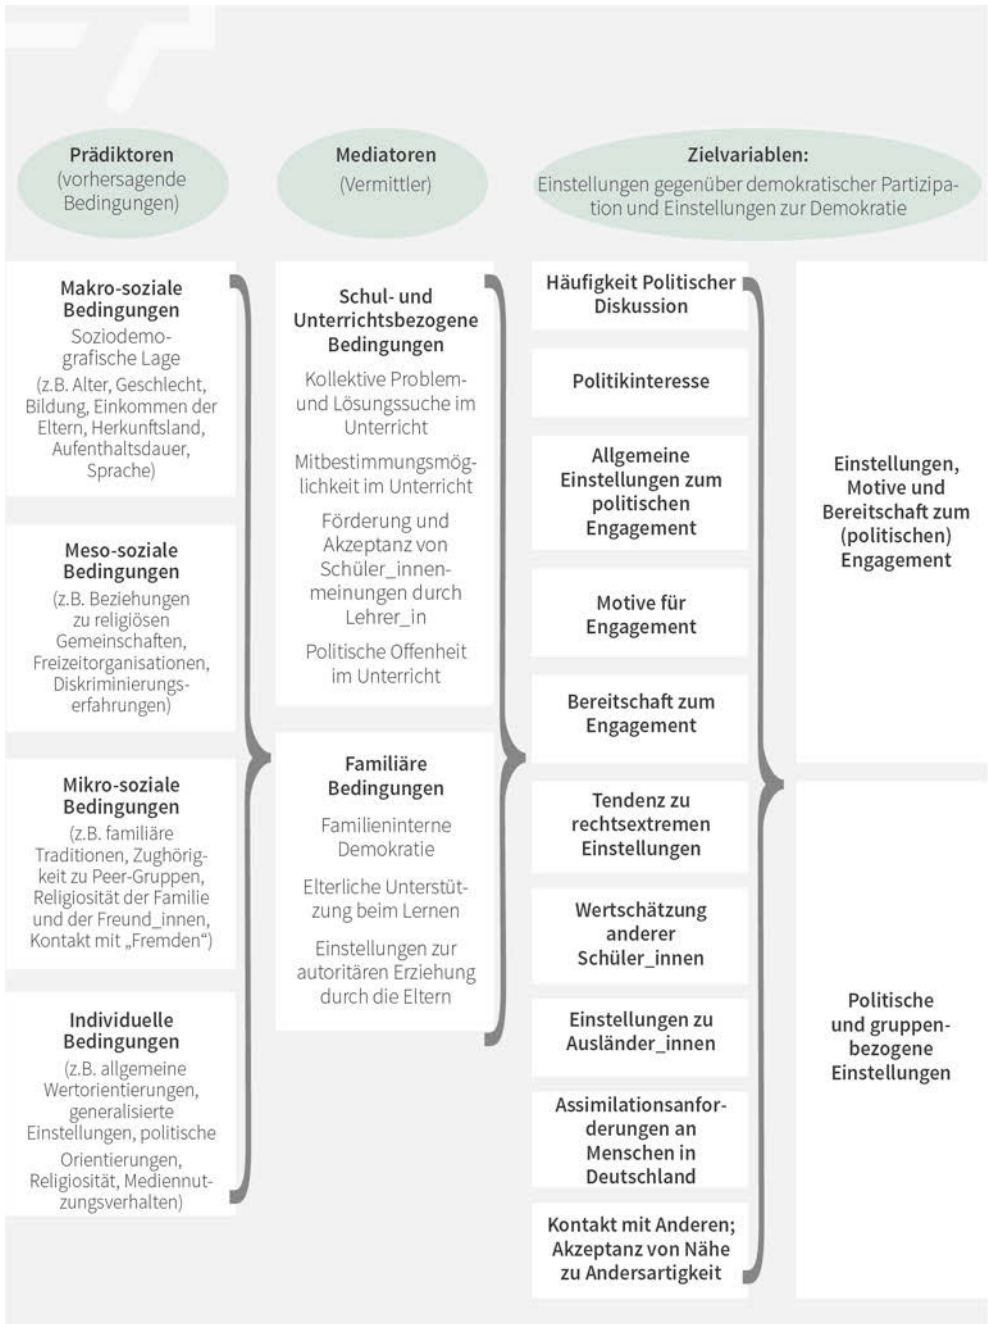 Prädiktoren
(vorhersagende
Bedingungen)
Mediatoren
(Vermittler)
Zielvariablen:
Einstellungen gegenüber demokratischer Partizipa-
tion und Einstellungen zur Demokratie
Makro-soziale
Bedingungen
Soziodemo-
grafische Lage
(z.B. Alter, Geschlecht,
Bildung, Einkommen der
Eltern, Herkunftsland,
Aufenthaltsdauer,
Sprache)
Meso-soziale
Bedingungen
(z.B. Beziehungen
zu religiösen
Gemeinschaften,
Freizeitorganisationen,
Diskriminierungs-
erfahrungen)
Mikro-soziale
Bedingungen
(z.B. familiäre
Traditionen, Zughörig-
keit zu Peer-Gruppen,
Religiosität der Familie
und der Freund_innen,
Kontakt mit „Fremden“)
Individuelle
Bedingungen
(z.B. allgemeine
Wertorientierungen,
generalisierte
Einstellungen, politische
Orientierungen,
Religiosität, Mediennut-
zungsverhalten)
Schul- und
Unterrichtsbezogene
Bedingungen
Kollektive Problem-
und Lösungssuche im
Unterricht
Mitbestimmungsmög-
lichkeit im Unterricht
Förderung und
Akzeptanz von
Schüler_innen-
meinungen durch
Lehrer_in
Politische Offenheit
im Unterricht
Familiäre
Bedingungen
Familieninterne
Demokratie
Elterliche Unterstüt-
zung beim Lernen
Einstellungen zur
autoritären Erziehung
durch die Eltern
Häufigkeit Politischer
Diskussion
Politikinteresse
Allgemeine
Einstellungen zum
politischen
Engagement
Motive für
Engagement
Bereitschaft zum
Engagement
Tendenz zu
rechtsextremen
Einstellungen
Wertschätzung
anderer
Schüler_innen
Einstellungen zu
Ausländer_innen
Assimilationsanfor-
derungen an
Menschen in
Deutschland
Kontakt mit Anderen;
Akzeptanz von Nähe
zu Andersartigkeit
Einstellungen,
Motive und
Bereitschaft zum
(politischen)
Engagement
Politische
und gruppen-
bezogene
Einstellungen